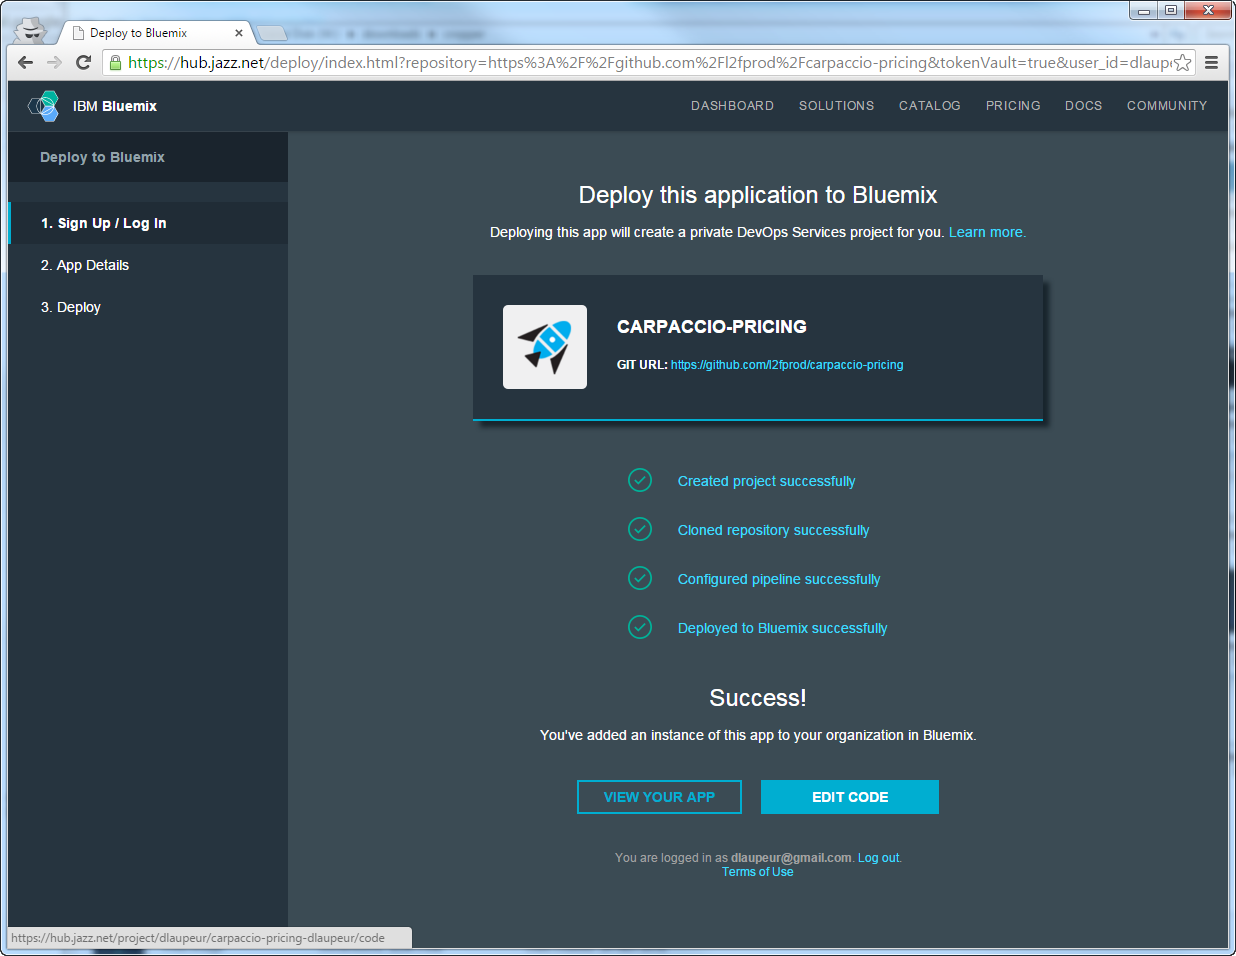 Deploy to Bluemix
https://hub.jazz.net/deploy/index.html?repository=https%3A%2F%2Fgithub.com%2Fl2fprod%2Fcarpaccio-pricing&tokenVault=true&user_id=dlaupe
IBM Bluemix
DASHBOARD SOLUTIONS CATALOG PRICING DOCS COMMUNITY
Deploy to Bluemix
1. Sign Up / Log In
2. App Details
3. Deploy
Deploy this application to Bluemix
Deploying this app will create a private DevOps Services project for you. Learn more.
CARPACCIO-PRICING
GIT URL: https://github.com/l2fprod/carpaccio-pricing
Created project successfully
Cloned repository successfully
Configured pipeline successfully
Deployed to Bluemix successfully
Success!
You've added an instance of this app to your organization in Bluemix.
VIEW YOUR APP EDIT CODE
You are logged in as dlaupeur@gmail.com. Log out.
Terms of Use
https://hub.jazz.net/project/dlaupeur/carpaccio-pricing-dlaupeur/code